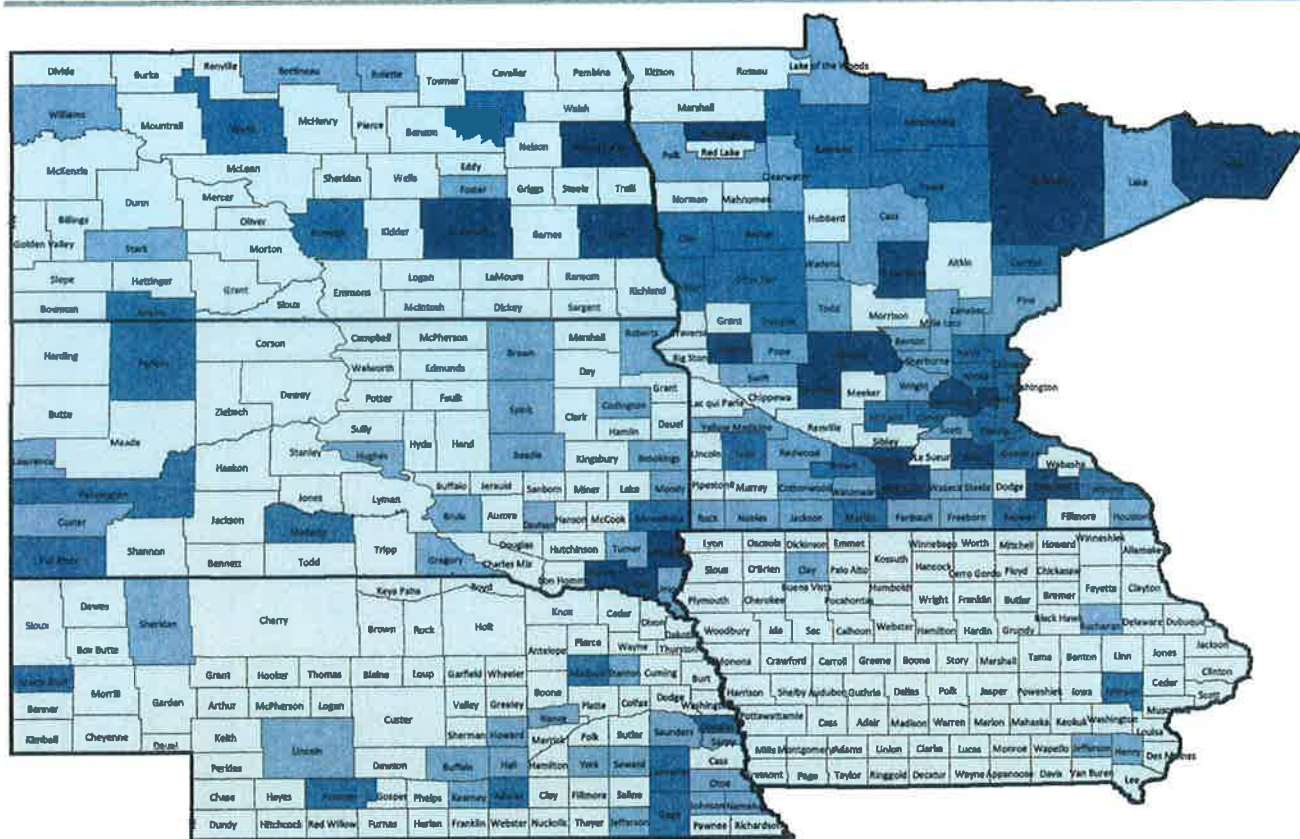 Divide Burke Renville Bottineau Rolette Towner Cavalier Pembina Kittson Roseau Lake of the Woods
Williams Mountrail Ward McHenry Pierce Benson Walsh Marshall
McKenzie McLean Sheridan Wells Eddy Nelson Polk Red Lake
Foster Griggs Steele Traill Norman Mahnomen Clearwater
Dunn Mercer Oliver Hubbard Cass Lake
Billings Golden Valley Stark Morton Kidder Barnes Aitkin
Slope Hettinger Grant Sioux Emmons Logan LaMoure Ransom Richland Wadena
Bowman McIntosh Dickey Sargent Todd Morrison Pine
Harding Perkins Corson Campbell McPherson Brown Marshall Roberts Traverse Grant Mille Lacs Kanabec
Walworth Edmunds Day Big Stone Pope Benton Sherburne
Butte Ziebach Dewey Potter Faulk Spink Grant Swift Meeker Wright
Meade Sully Clark Codington Hamlin Deuel Lac qui Parle Chippewa
Lawrence Haakon Stanley Hughes Hyde Hand Beadle Kingsbury Brookings Yellow Medicine Renville Sibley Scott
Pennington Jones Lyman Buffalo Jerauld Sanborn Miner Lake Moody Lincoln Redwood Brown Le Sueur Wabasha
Custer Jackson Mellette Brule Aurora Davison Hanson McCook Pipestone Murray Cottonwood Watonwan Waseca Steele Dodge
Fall River Shannon Bennett Todd Tripp Gregory Douglas Charles Mix Hutchinson Turner Rock Nobles Jackson Martin Faribault Freeborn Fillmore Houston
Bon Homme Lyon Osceola Dickinson Emmet Kossuth Winnebago Worth Mitchell Howard Winneshiek Allamakee
Sioux Dawes Sheridan Cherry Keya Paha Boyd Sioux O'Brien Clay Palo Alto Hancock Cerro Gordo Floyd Chickasaw Fayette Clayton
Box Butte Brown Rock Holt Knox Cedar Dixon Dakota Plymouth Cherokee Buena Vista Pocahontas Humboldt Wright Franklin Butler Bremer
Antelope Pierce Wayne Thurston Woodbury Ida Sac Calhoun Webster Hamilton Hardin Grundy Black Hawk Buchanan Delaware Dubuque
Grant Hooker Thomas Blaine Loup Garfield Wheeler Madison Stanton Cuming Burt Monona Crawford Carroll Greene Boone Story Marshall Tama Benton Linn Jones Jackson
Banner Morrill Garden Arthur McPherson Logan Custer Valley Greeley Boone Platte Colfax Dodge Washington Harrison Shelby Audubon Guthrie Dallas Polk Jasper Poweshiek Iowa Johnson Cedar Clinton Scott
Kimball Cheyenne Deuel Keith Lincoln Sherman Howard Nance Merrick Polk Butler Saunders Sarpy Pottawattamie Cass Adair Madison Warren Marion Mahaska Keokuk Washington Louisa
Perkins Dawson Buffalo Hall Hamilton York Seward Cass Otoe Mills Montgomery Adams Union Clarke Lucas Monroe Wapello Jefferson Henry Des Moines
Chase Hayes Gosper Phelps Kearney Adams Clay Fillmore Saline Johnson Page Taylor Ringgold Decatur Wayne Appanoose Davis Van Buren Lee
Dundy Hitchcock Red Willow Furnas Harlan Franklin Webster Nuckolls Thayer Jefferson Gage Pawnee Richardson